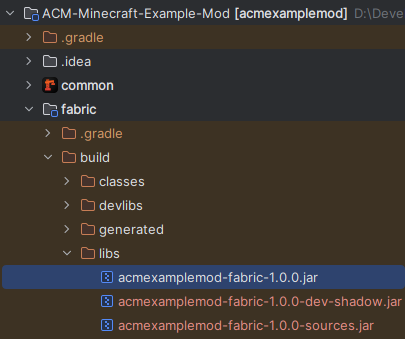 ACM-Minecraft-Example-Mod [acmexamplemod] D:\Deve
.gradle
.idea
common
fabric
.gradle
build
classes
devlibs
generated
libs
acmexamplemod-fabric-1.0.0.jar
acmexamplemod-fabric-1.0.0-dev-shadow.jar
acmexamplemod-fabric-1.0.0-sources.jar